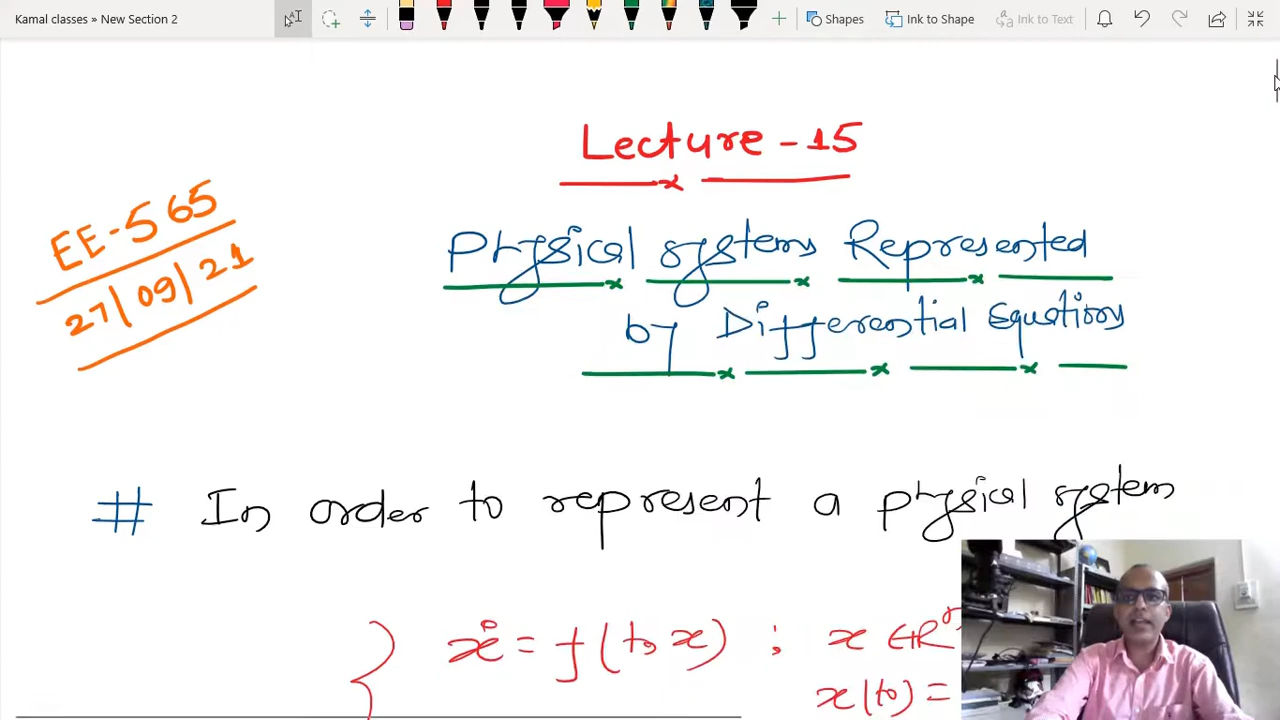 Kamal classes » New Section 2
Shapes
Ink to Shape
Ink to Text
Lecture - 15
EE-565
27/09/21
Physical systems Represented
by Differential Equations
# In order to represent a physical system
ẋ = f(t, x) ; x ∈ R
x(t₀) =